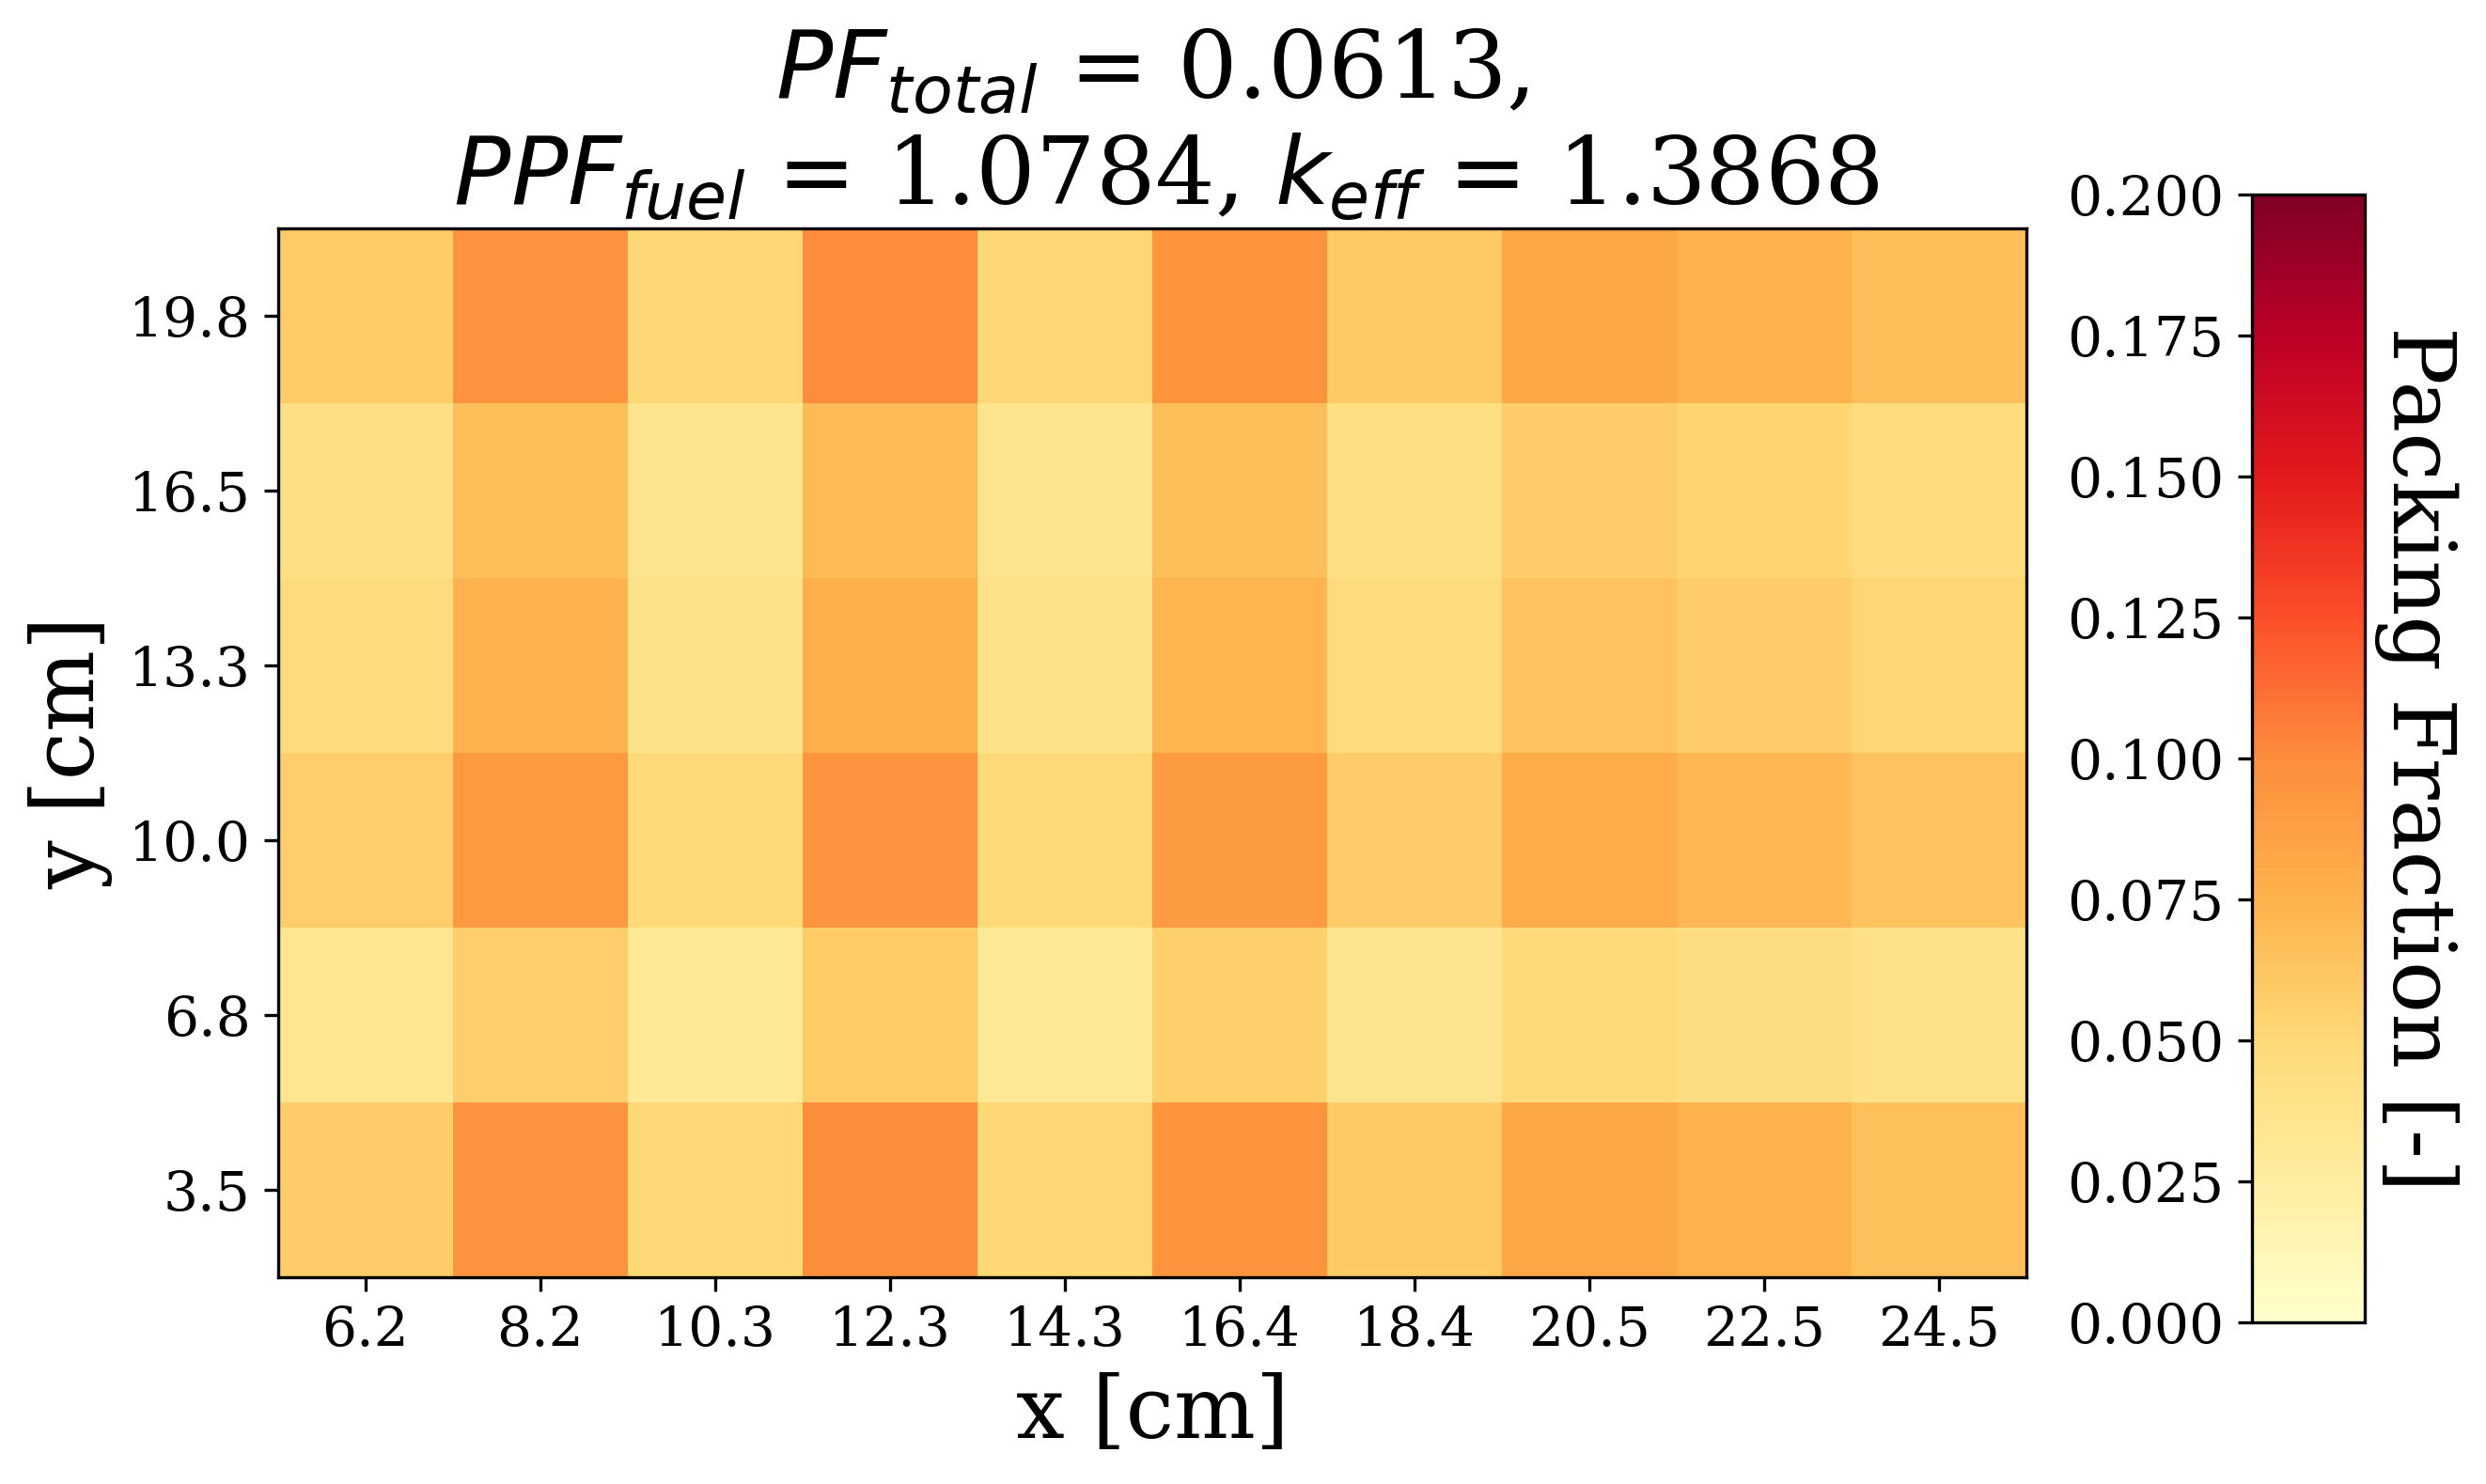 PF_total = 0.0613,
PPF_fuel = 1.0784, k_eff = 1.3868
y [cm]
19.8
16.5
13.3
10.0
6.8
3.5
6.2 8.2 10.3 12.3 14.3 16.4 18.4 20.5 22.5 24.5
x [cm]
0.200
0.175
0.150
0.125
0.100
0.075
0.050
0.025
0.000
Packing Fraction [-]